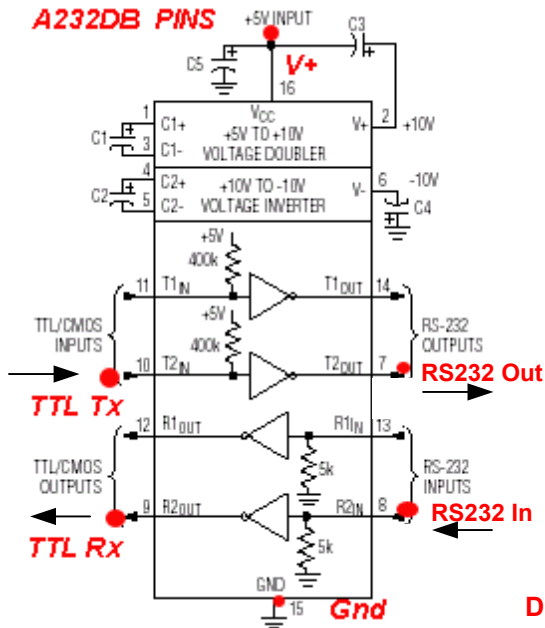 A232DB PINS
+5V INPUT
C3
C5
V+
16
1
C1+
VCC
+5V TO +10V
VOLTAGE DOUBLER
V+
2
+10V
C1
3
C1-
4
C2+
+10V TO -10V
VOLTAGE INVERTER
V-
6
-10V
C2
5
C2-
C4
+5V
400k
11
T1IN
T1OUT
14
+5V
TTL/CMOS
INPUTS
400k
RS-232
OUTPUTS
10
T2IN
T2OUT
7
RS232 Out
TTL Tx
12
R1OUT
R1IN
13
TTL/CMOS
OUTPUTS
5k
RS-232
INPUTS
9
R2OUT
R2IN
8
RS232 In
TTL Rx
5k
GND
15
Gnd
D